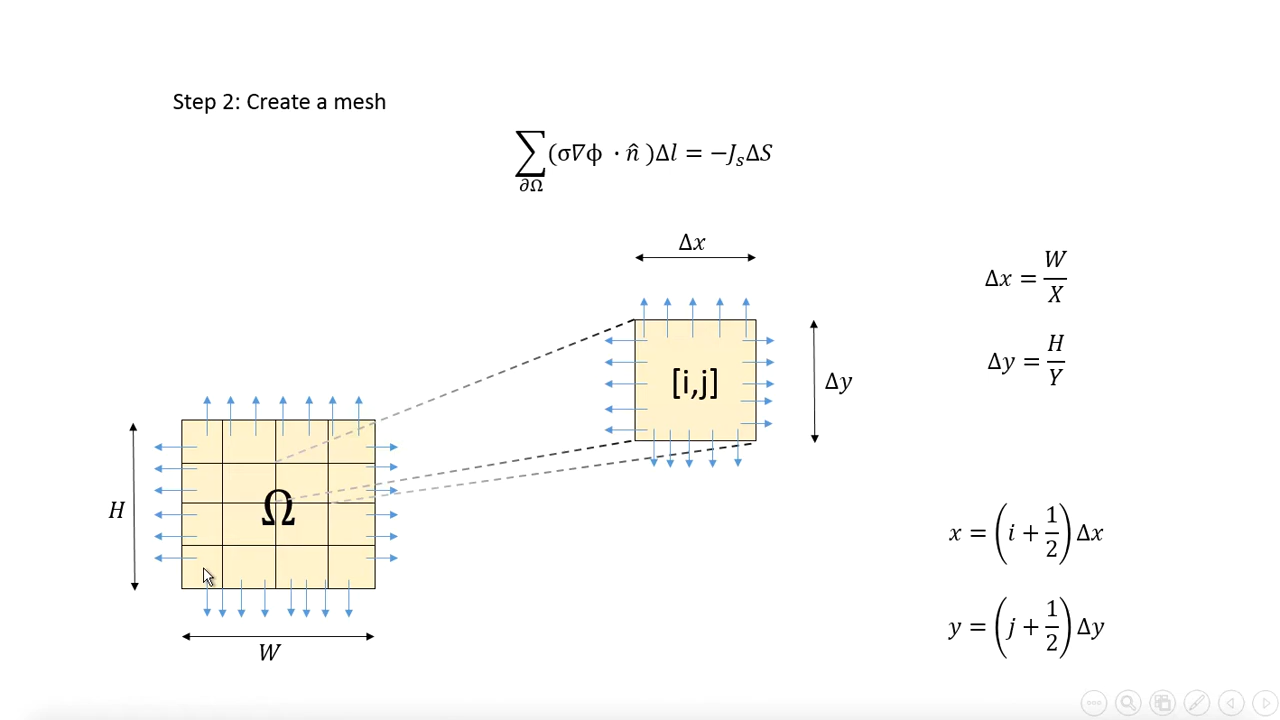 Step 2: Create a mesh
∑∂Ω (σ∇ϕ · n̂ )Δl = −JₛΔS
Δx
Δx = W/X
Δy = H/Y
[i,j]
Δy
Ω
H
W
x = (i + 1/2) Δx
y = (j + 1/2) Δy